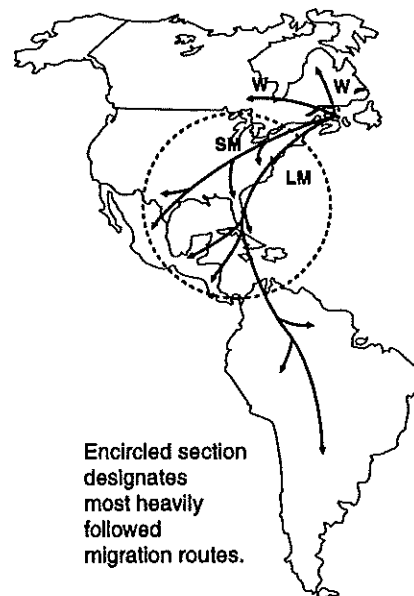 W
W
SM
LM
Encircled section
designates
most heavily
followed
migration routes.